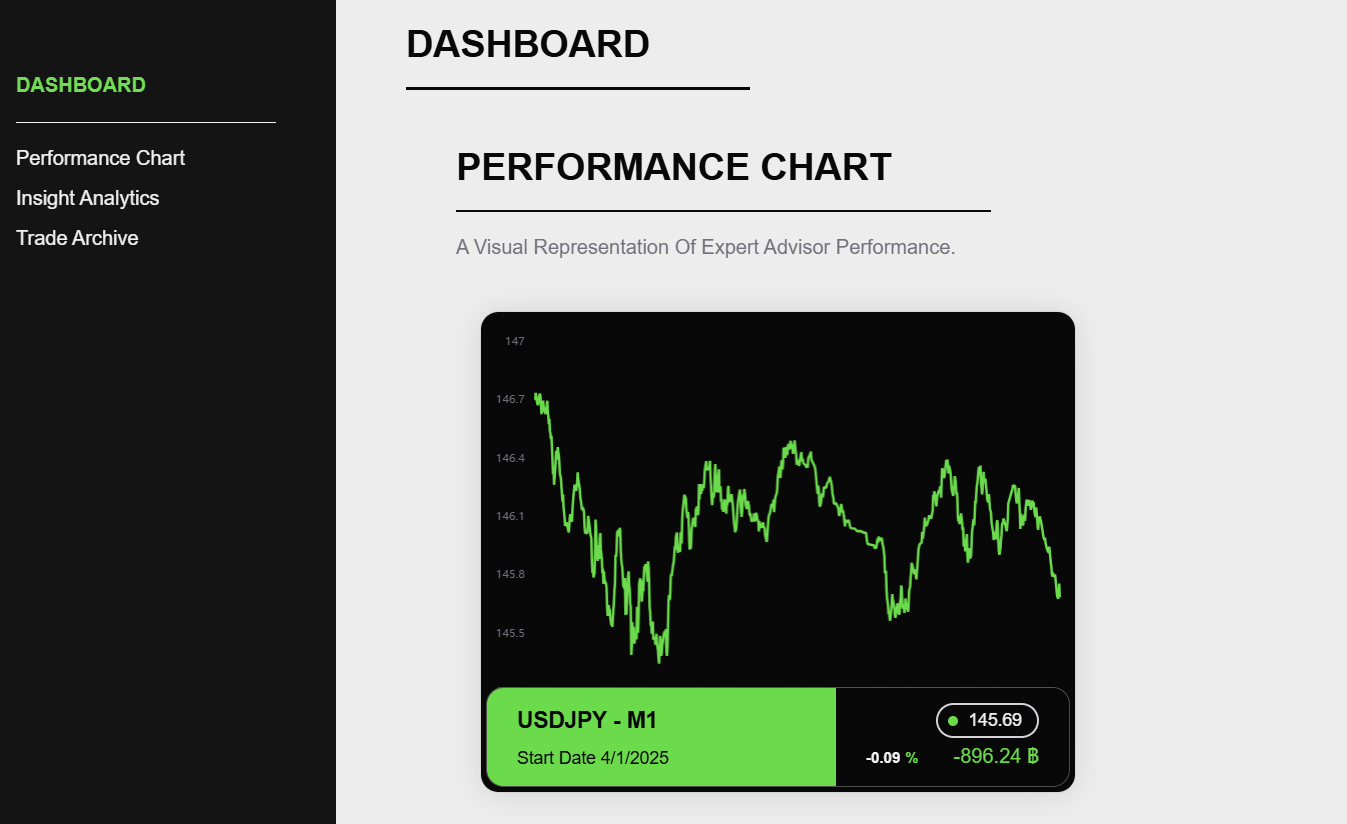 DASHBOARD
Performance Chart
Insight Analytics
Trade Archive
DASHBOARD
PERFORMANCE CHART
A Visual Representation Of Expert Advisor Performance.
147
146.7
146.4
146.1
145.8
145.5
USDJPY - M1
Start Date 4/1/2025
145.69
-0.09 %
-896.24 ฿